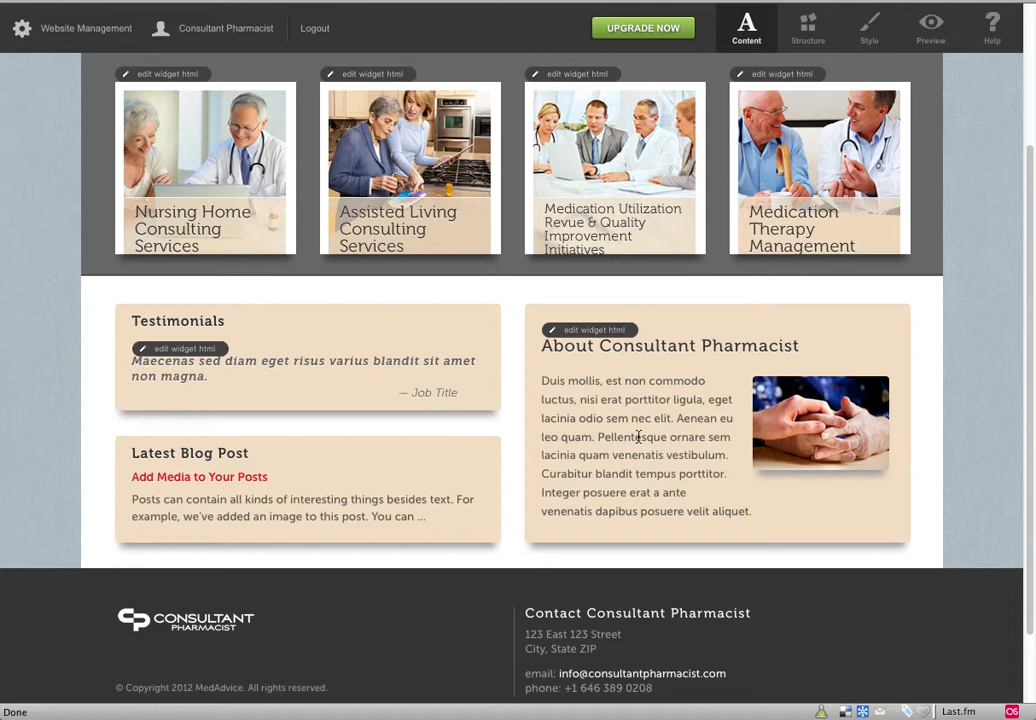 Website Management
Consultant Pharmacist
Logout
UPGRADE NOW
A
Content
Structure
Style
Preview
? Help
edit widget html
edit widget html
edit widget html
edit widget html
Nursing Home
Consulting
Services
Assisted Living
Consulting
Services
Medication Utilization
Revue & Quality
Improvement
Initiatives
Medication
Therapy
Management
Testimonials
edit widget html
Maecenas sed diam eget risus varius blandit sit amet
non magna.
— Job Title
Latest Blog Post
Add Media to Your Posts
Posts can contain all kinds of interesting things besides text. For
example, we've added an image to this post. You can ...
edit widget html
About Consultant Pharmacist
Duis mollis, est non commodo
luctus, nisi erat porttitor ligula, eget
lacinia odio sem nec elit. Aenean eu
leo quam. Pellentesque ornare sem
lacinia quam venenatis vestibulum.
Curabitur blandit tempus porttitor.
Integer posuere erat a ante
venenatis dapibus posuere velit aliquet.
CP CONSULTANT
PHARMACIST
© Copyright 2012 MedAdvice. All rights reserved.
Contact Consultant Pharmacist
123 East 123 Street
City, State ZIP
email: info@consultantpharmacist.com
phone: +1 646 389 0208
Done
Last.fm